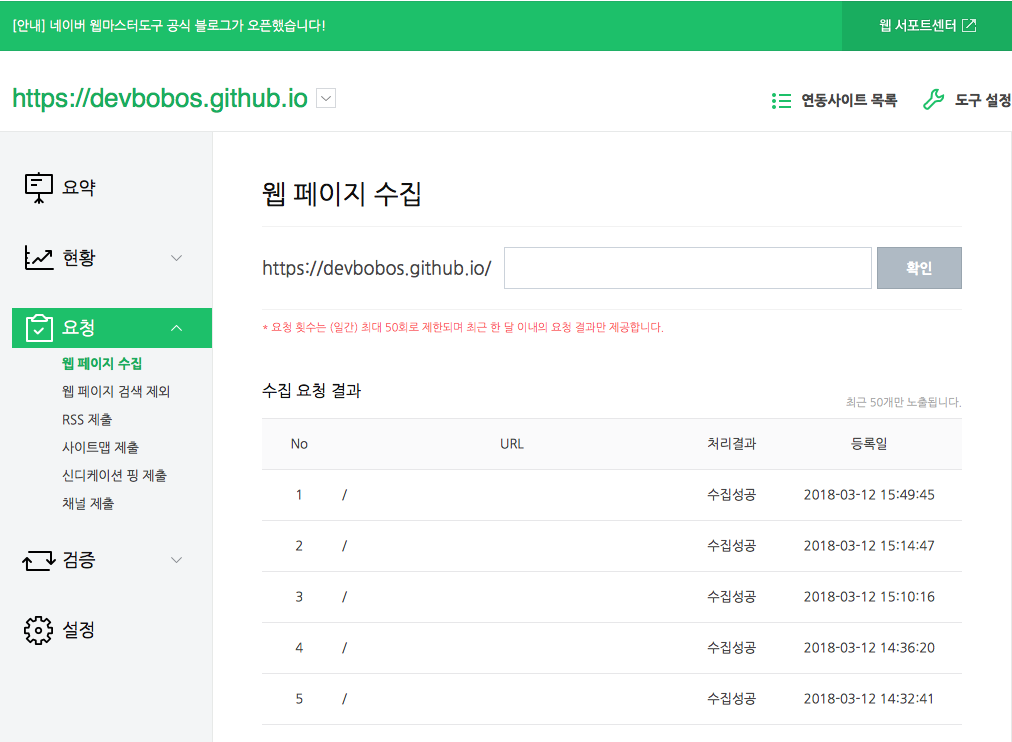 [안내] 네이버 웹마스터도구 공식 블로그가 오픈했습니다!
웹 서포트센터
https://devbobos.github.io
연동사이트 목록
도구 설정
요약
현황
요청
웹 페이지 수집
웹 페이지 검색 제외
RSS 제출
사이트맵 제출
신디케이션 핑 제출
채널 제출
검증
설정
웹 페이지 수집
https://devbobos.github.io/
확인
* 요청 횟수는 (일간) 최대 50회로 제한되며 최근 한 달 이내의 요청 결과만 제공합니다.
수집 요청 결과
최근 50개만 노출됩니다.
No URL 처리결과 등록일
1 / 수집성공 2018-03-12 15:49:45
2 / 수집성공 2018-03-12 15:14:47
3 / 수집성공 2018-03-12 15:10:16
4 / 수집성공 2018-03-12 14:36:20
5 / 수집성공 2018-03-12 14:32:41